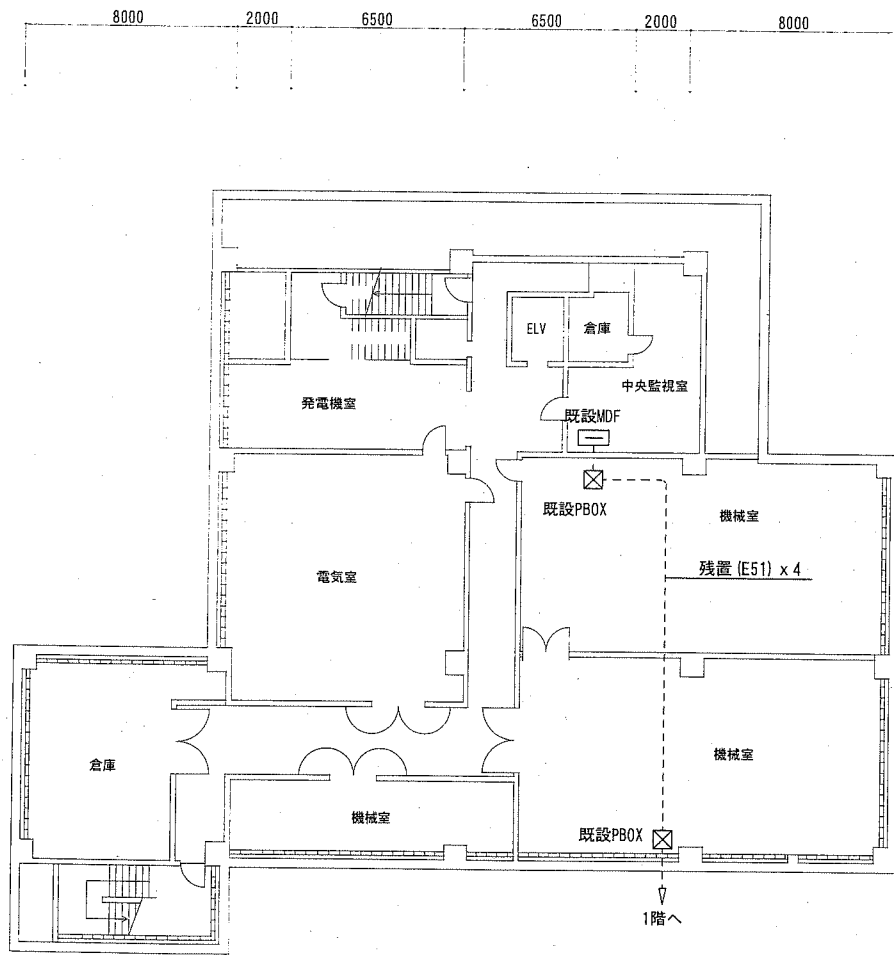 8000 2000 6500 6500 2000 8000
ELV
倉庫
中央監視室
発電機室
既設MDF
既設PBOX
機械室
電気室
残置(E51) x 4
倉庫
機械室
機械室
既設PBOX
1階へ